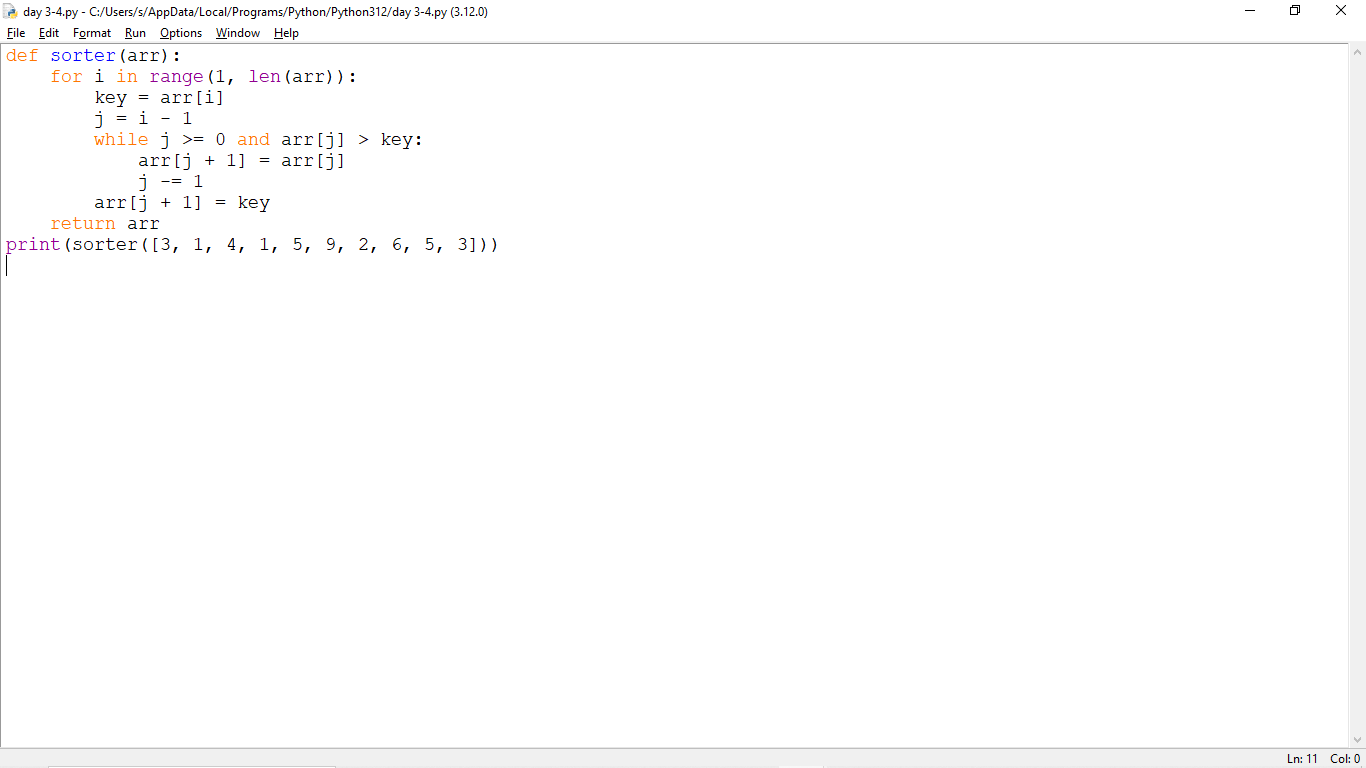 day 3-4.py - C:/Users/s/AppData/Local/Programs/Python/Python312/day 3-4.py (3.12.0)
File Edit Format Run Options Window Help
def sorter(arr):
    for i in range(1, len(arr)):
        key = arr[i]
        j = i - 1
        while j >= 0 and arr[j] > key:
            arr[j + 1] = arr[j]
            j -= 1
        arr[j + 1] = key
    return arr
print(sorter([3, 1, 4, 1, 5, 9, 2, 6, 5, 3]))
Ln: 11 Col: 0